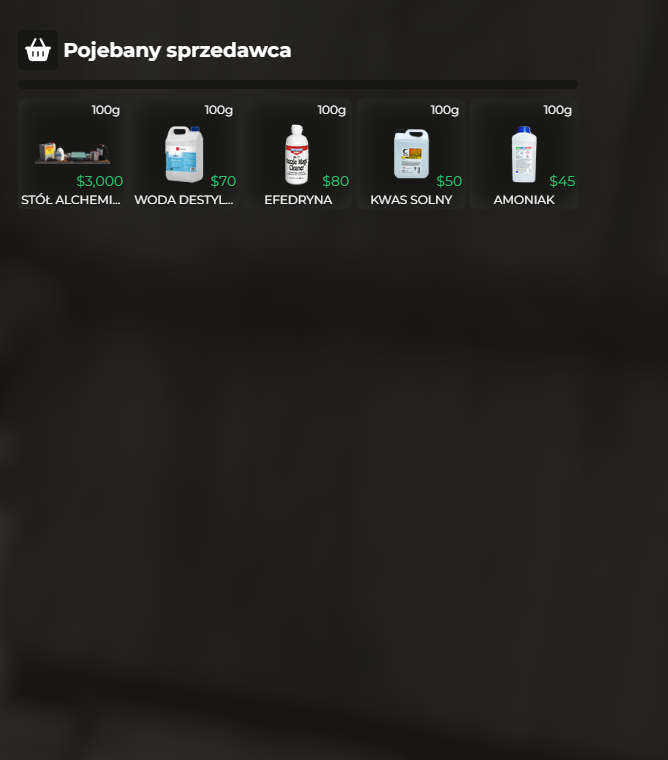 Pojebany sprzedawca
100g 100g 100g 100g 100g
$3,000 $70 $80 $50 $45
STÓŁ ALCHEMI... WODA DESTYL... EFEDRYNA KWAS SOLNY AMONIAK